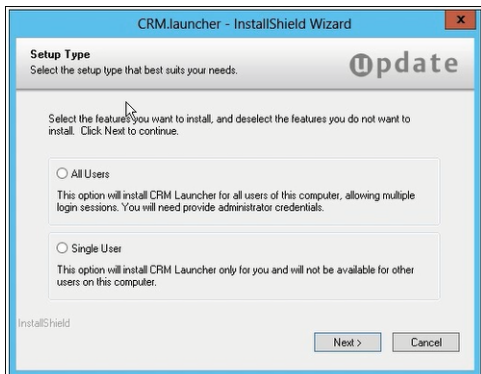 CRM.launcher - InstallShield Wizard
x
Setup Type
Select the setup type that best suits your needs.
update
Select the features you want to install, and deselect the features you do not want to
install. Click Next to continue.
All Users
This option will install CRM Launcher for all users of this computer, allowing multiple
login sessions. You will need provide administrator credentials.
Single User
This option will install CRM Launcher only for you and will not be available for other
users on this computer.
InstallShield
Next >
Cancel